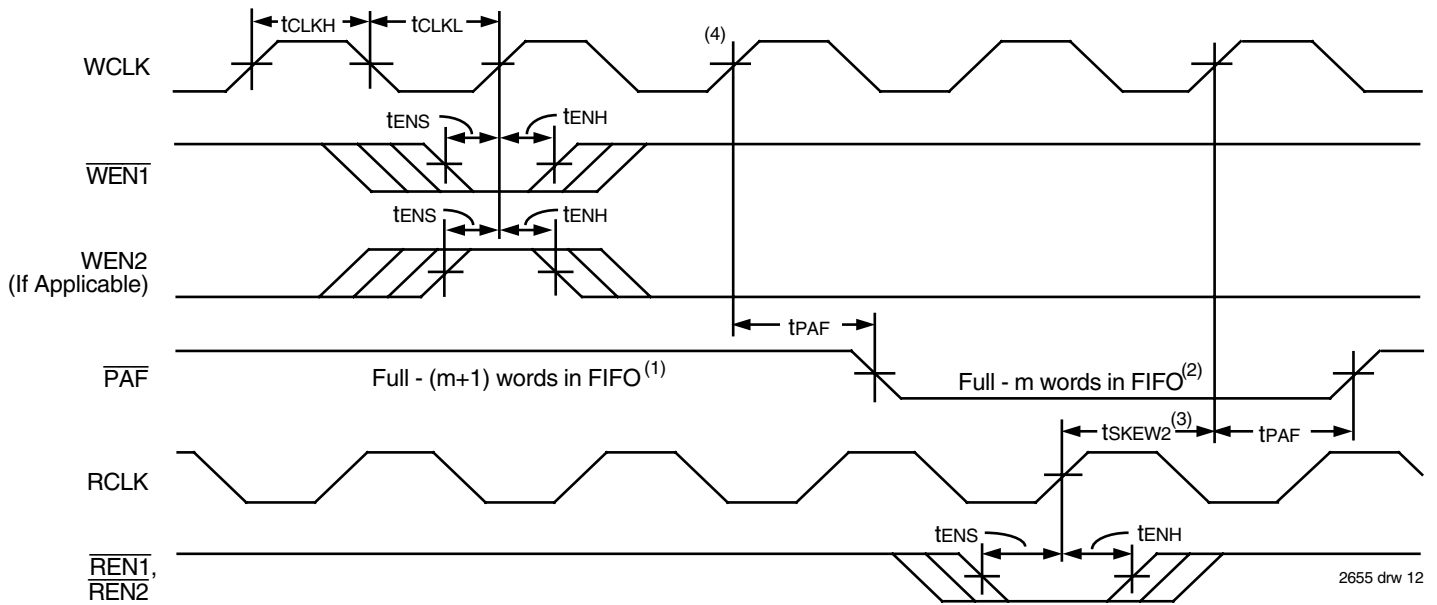 tCLKH
tCLKL
(4)
WCLK
tENS
tENH
WEN1
tENS
tENH
WEN2
(If Applicable)
tPAF
PAF
Full - (m+1) words in FIFO (1)
Full - m words in FIFO (2)
tSKEW2 (3)
tPAF
RCLK
tENS
tENH
REN1,
REN2
2655 drw 12